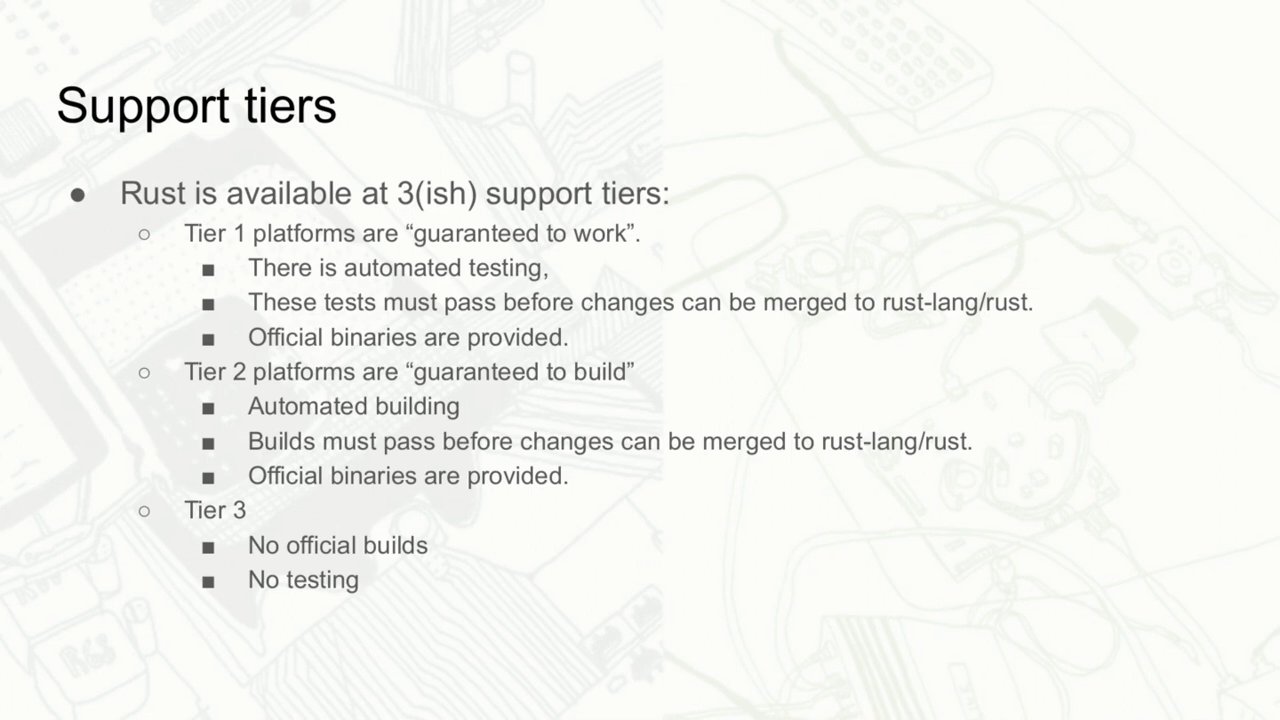 Support tiers
● Rust is available at 3(ish) support tiers:
○ Tier 1 platforms are “guaranteed to work”.
■ There is automated testing,
■ These tests must pass before changes can be merged to rust-lang/rust.
■ Official binaries are provided.
○ Tier 2 platforms are “guaranteed to build”
■ Automated building
■ Builds must pass before changes can be merged to rust-lang/rust.
■ Official binaries are provided.
○ Tier 3
■ No official builds
■ No testing
R68